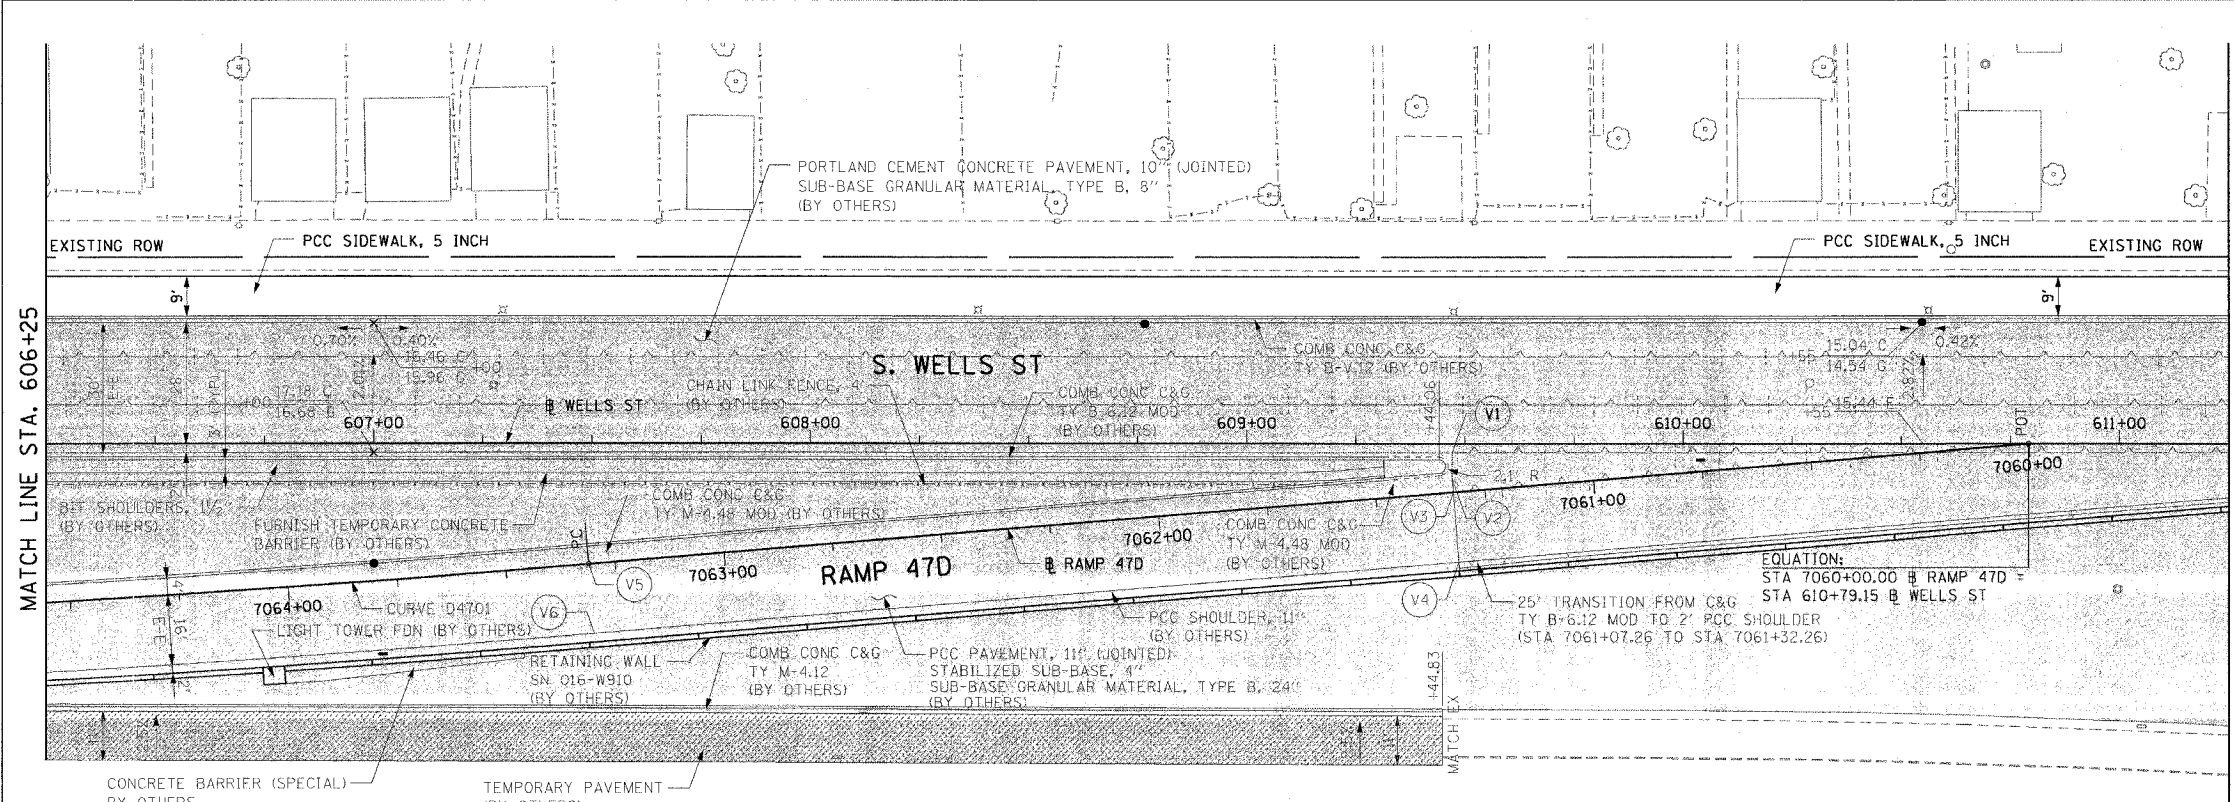 PORTLAND CEMENT CONCRETE PAVEMENT, 10" (JOINTED)
SUB-BASE GRANULAR MATERIAL, TYPE B, 8"
(BY OTHERS)
EXISTING ROW
PCC SIDEWALK, 5 INCH
PCC SIDEWALK, 5 INCH
EXISTING ROW
9'
9'
MATCH LINE STA. 606+25
0.70%
0.40%
16.46 C
15.96 G
+00
17.18 C
16.68 G
+00
S. WELLS ST
COMB CONC C&G
TY B-V.12 (BY OTHERS)
15.04 C
14.54 G
+55
0.42%
15.44 E
+55
CHAIN LINK FENCE, 4
(BY OTHERS)
COMB CONC C&G
TY B-6.12 MOD
(BY OTHERS)
+44.06
V1
℄ WELLS ST
607+00
608+00
609+00
610+00
611+00
POT
7060+00
2.1 R
7061+00
BIT SHOULDERS, 1½
(BY OTHERS)
FURNISH TEMPORARY CONCRETE
BARRIER (BY OTHERS)
COMB CONC C&G
TY M-4.48 MOD (BY OTHERS)
COMB CONC C&G
TY M-4.48 MOD
(BY OTHERS)
V3
V2
7062+00
7063+00
7064+00
RAMP 47D
℄ RAMP 47D
V5
V6
V4
EQUATION:
STA 7060+00.00 ℄ RAMP 47D =
STA 610+79.15 ℄ WELLS ST
CURVE D4701
LIGHT TOWER FDN (BY OTHERS)
16'
E-E
PCC SHOULDER, 11"
(BY OTHERS)
25' TRANSITION FROM C&G
TY B-6.12 MOD TO 2' PCC SHOULDER
(STA 7061+07.26 TO STA 7061+32.26)
RETAINING WALL
SN 016-W910
(BY OTHERS)
COMB CONC C&G
TY M-4.12
(BY OTHERS)
PCC PAVEMENT, 11" (JOINTED)
STABILIZED SUB-BASE, 4"
SUB-BASE GRANULAR MATERIAL, TYPE B, 24"
(BY OTHERS)
+44.83
MATCH EX
CONCRETE BARRIER (SPECIAL)
BY OTHERS
TEMPORARY PAVEMENT
(BY OTHERS)